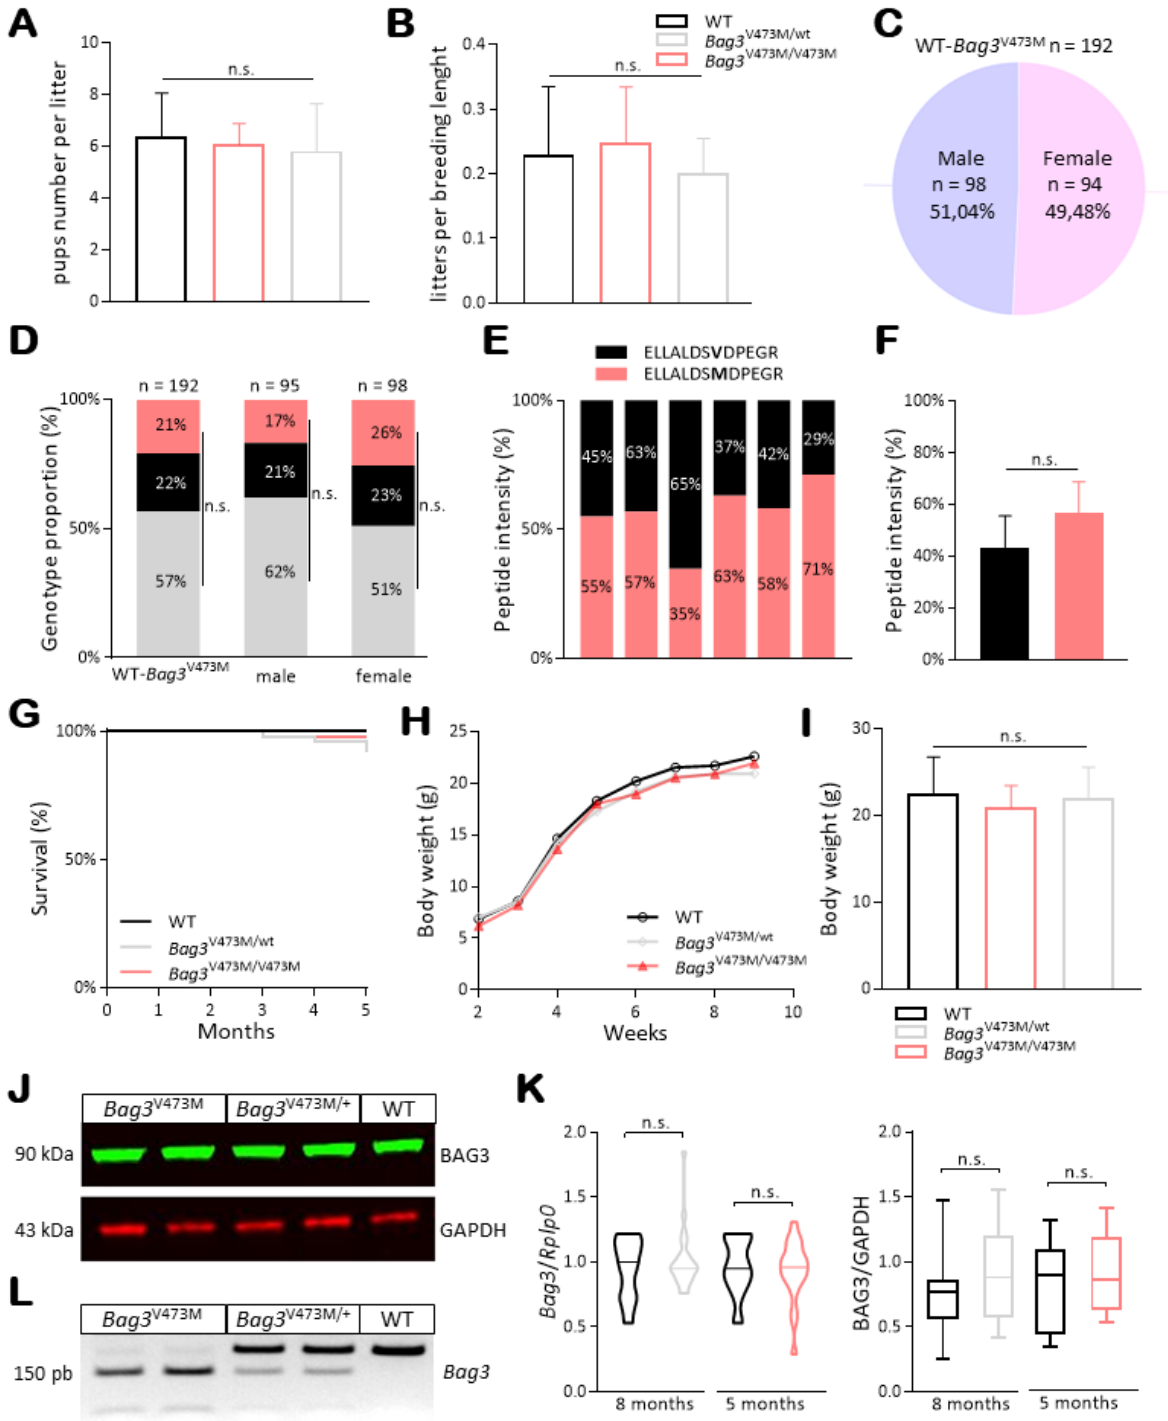 A
pups number per litter
10
8
6
4
2
0
n.s.
B
litters per breeding lenght
0.4
0.3
0.2
0.1
0.0
n.s.
WT
Bag3V473M/wt
Bag3V473M/V473M
C
WT-Bag3V473M n = 192
Male
n = 98
51,04%
Female
n = 94
49,48%
D
Genotype proportion (%)
100%
50%
0%
n = 192
n = 95
n = 98
21%
22%
57%
n.s.
17%
21%
62%
n.s.
26%
23%
51%
n.s.
WT-Bag3V473M
male
female
E
ELLALDSVDPEGR
ELLALDSMDPEGR
Peptide intensity (%)
100%
50%
0%
45%
63%
65%
37%
42%
29%
55%
57%
35%
63%
58%
71%
F
Peptide intensity (%)
100%
80%
60%
40%
20%
0%
n.s.
G
Survival (%)
100%
50%
0%
WT
Bag3V473M/wt
Bag3V473M/V473M
0 1 2 3 4 5
Months
H
Body weight (g)
25
20
15
10
5
0
WT
Bag3V473M/wt
Bag3V473M/V473M
2 4 6 8 10
Weeks
I
Body weight (g)
30
20
10
0
n.s.
WT
Bag3V473M/wt
Bag3V473M/V473M
J
Bag3V473M Bag3V473M/+ WT
90 kDa BAG3
43 kDa GAPDH
K
Bag3/Rplp0
2.0
1.5
1.0
0.5
0.0
n.s.
n.s.
8 months 5 months
BAG3/GAPDH
2.0
1.5
1.0
0.5
0.0
n.s.
n.s.
8 months 5 months
L
Bag3V473M Bag3V473M/+ WT
150 pb Bag3